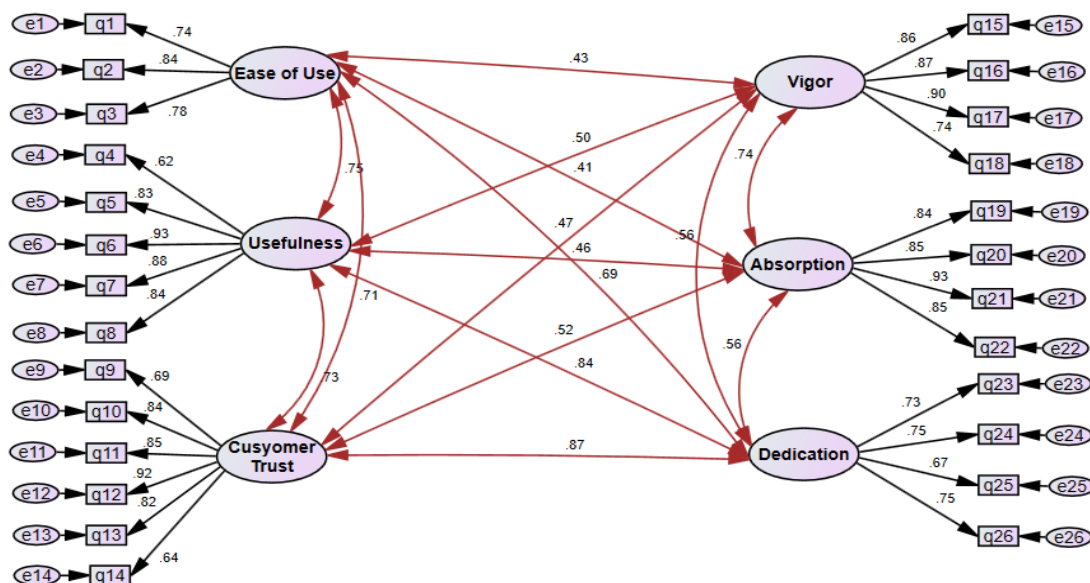 e1 q1 .74
e2 q2 .84
e3 q3 .78
Ease of Use
e4 q4 .62
e5 q5 .83
e6 q6 .93
e7 q7 .88
e8 q8 .84
Usefulness
e9 q9 .69
e10 q10 .84
e11 q11 .85
e12 q12 .92
e13 q13 .82
e14 q14 .64
Cusyomer
Trust
.43
.50
.41
.75
.74
.47
.46
.56
.69
.71
.52
.84
.56
.73
.87
Vigor
.86 q15 e15
.87 q16 e16
.90 q17 e17
.74 q18 e18
Absorption
.84 q19 e19
.85 q20 e20
.93 q21 e21
.85 q22 e22
Dedication
.73 q23 e23
.75 q24 e24
.67 q25 e25
.75 q26 e26